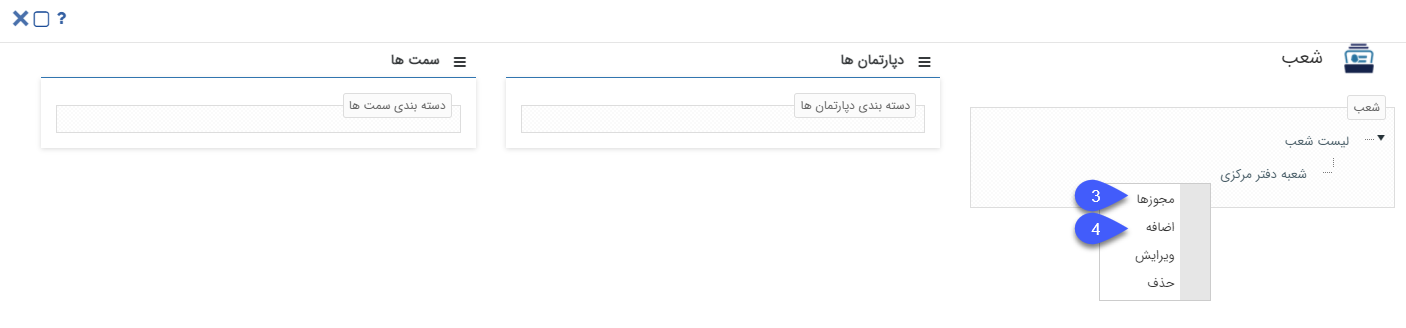 ?
شعب
شعب
لیست شعب
شعبه دفتر مرکزی
مجوزها
3
اضافه
4
ویرایش
حذف
دپارتمان ها
دسته بندی دپارتمان ها
سمت ها
دسته بندی سمت ها